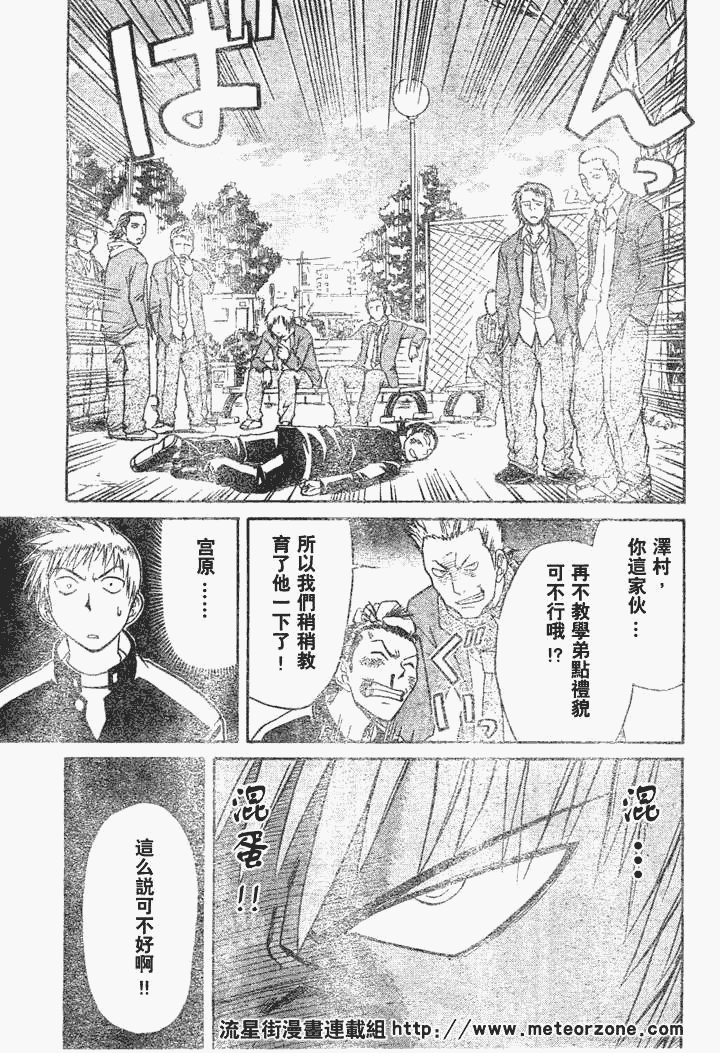 ば
んっ
澤村，
你這家伙…
再不教學弟點禮貌
可不行哦!?
所以我們稍稍教
育了他一下了！
くっ
宮原……
混…
混蛋!!
這么説可不好啊!!
流星街漫畫連載組 http://www.meteorzone.com